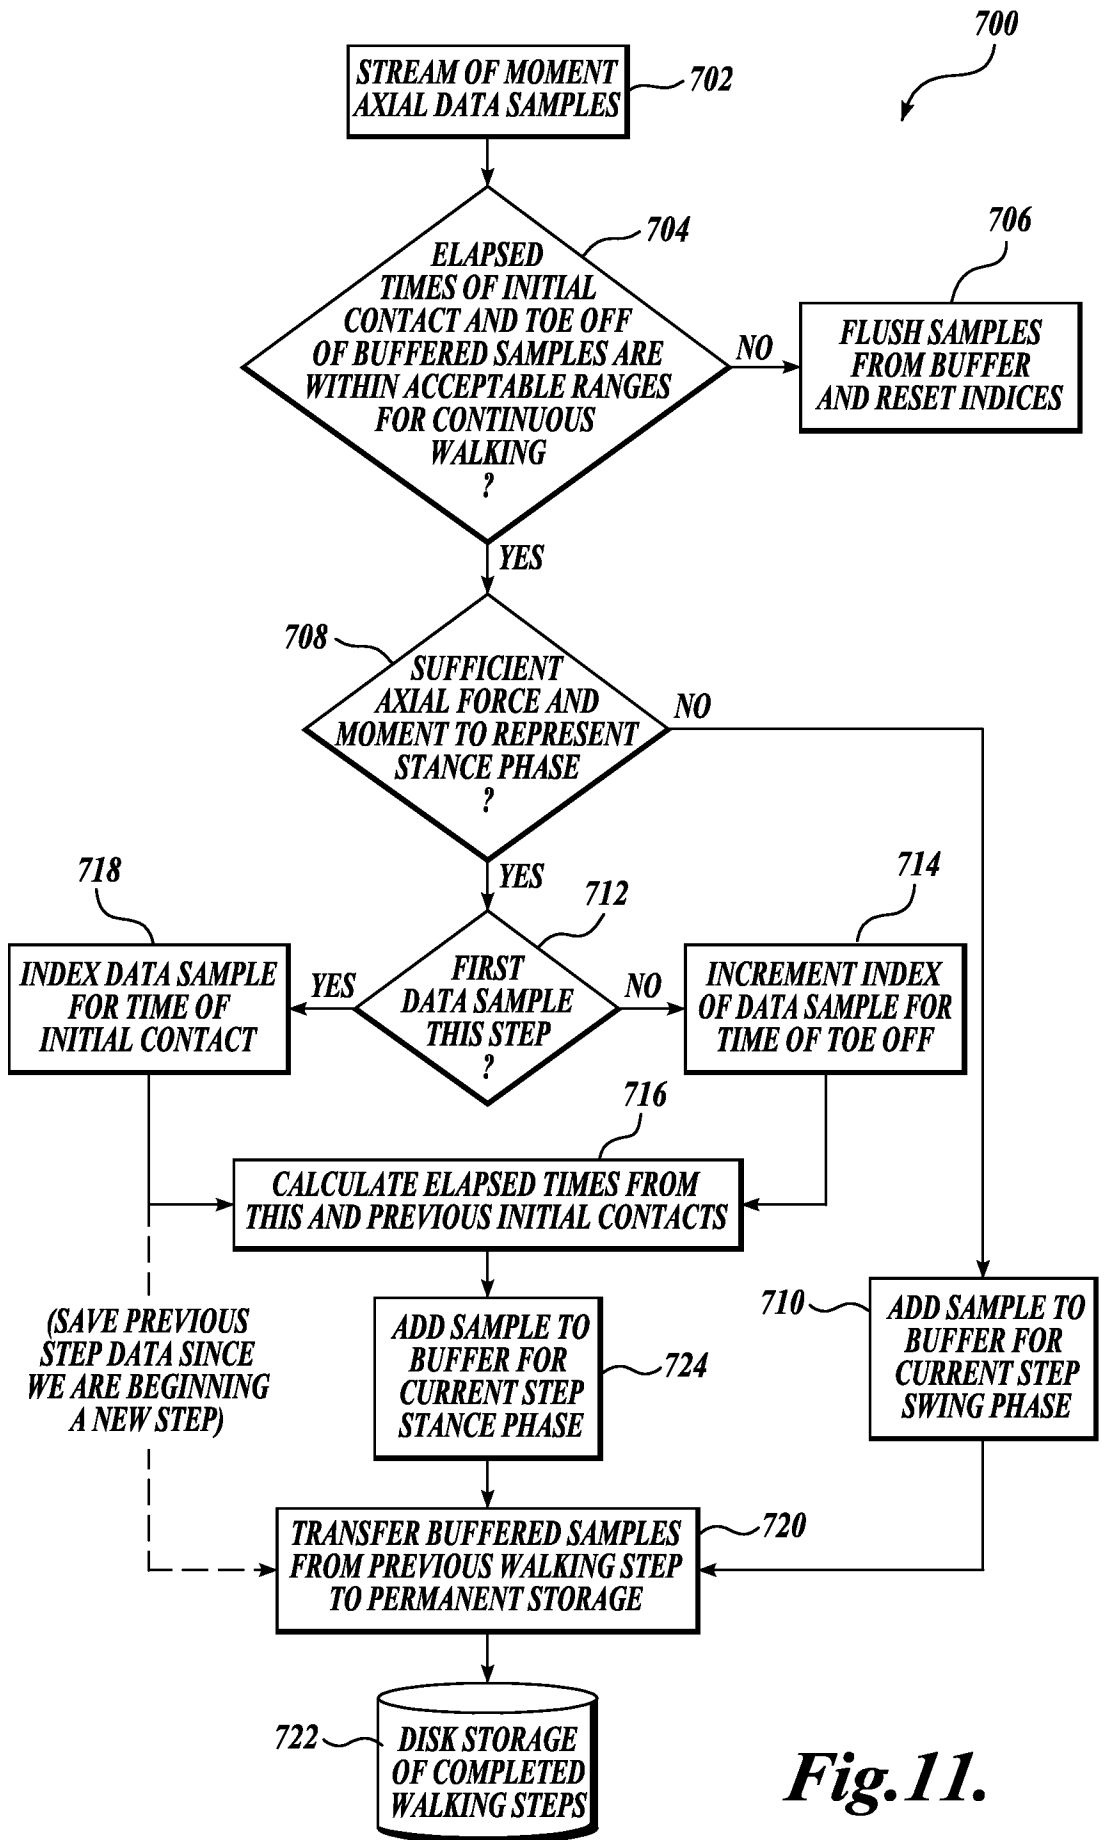 700
STREAM OF MOMENT
AXIAL DATA SAMPLES
702
704
ELAPSED
TIMES OF INITIAL
CONTACT AND TOE OFF
OF BUFFERED SAMPLES ARE
WITHIN ACCEPTABLE RANGES
FOR CONTINUOUS
WALKING
?
NO
706
FLUSH SAMPLES
FROM BUFFER
AND RESET INDICES
YES
708
SUFFICIENT
AXIAL FORCE AND
MOMENT TO REPRESENT
STANCE PHASE
?
NO
YES
712
FIRST
DATA SAMPLE
THIS STEP
?
YES
NO
718
INDEX DATA SAMPLE
FOR TIME OF
INITIAL CONTACT
714
INCREMENT INDEX
OF DATA SAMPLE FOR
TIME OF TOE OFF
716
CALCULATE ELAPSED TIMES FROM
THIS AND PREVIOUS INITIAL CONTACTS
(SAVE PREVIOUS
STEP DATA SINCE
WE ARE BEGINNING
A NEW STEP)
ADD SAMPLE TO
BUFFER FOR
CURRENT STEP
STANCE PHASE
724
710
ADD SAMPLE TO
BUFFER FOR
CURRENT STEP
SWING PHASE
TRANSFER BUFFERED SAMPLES
FROM PREVIOUS WALKING STEP
TO PERMANENT STORAGE
720
722
DISK STORAGE
OF COMPLETED
WALKING STEPS
Fig.11.